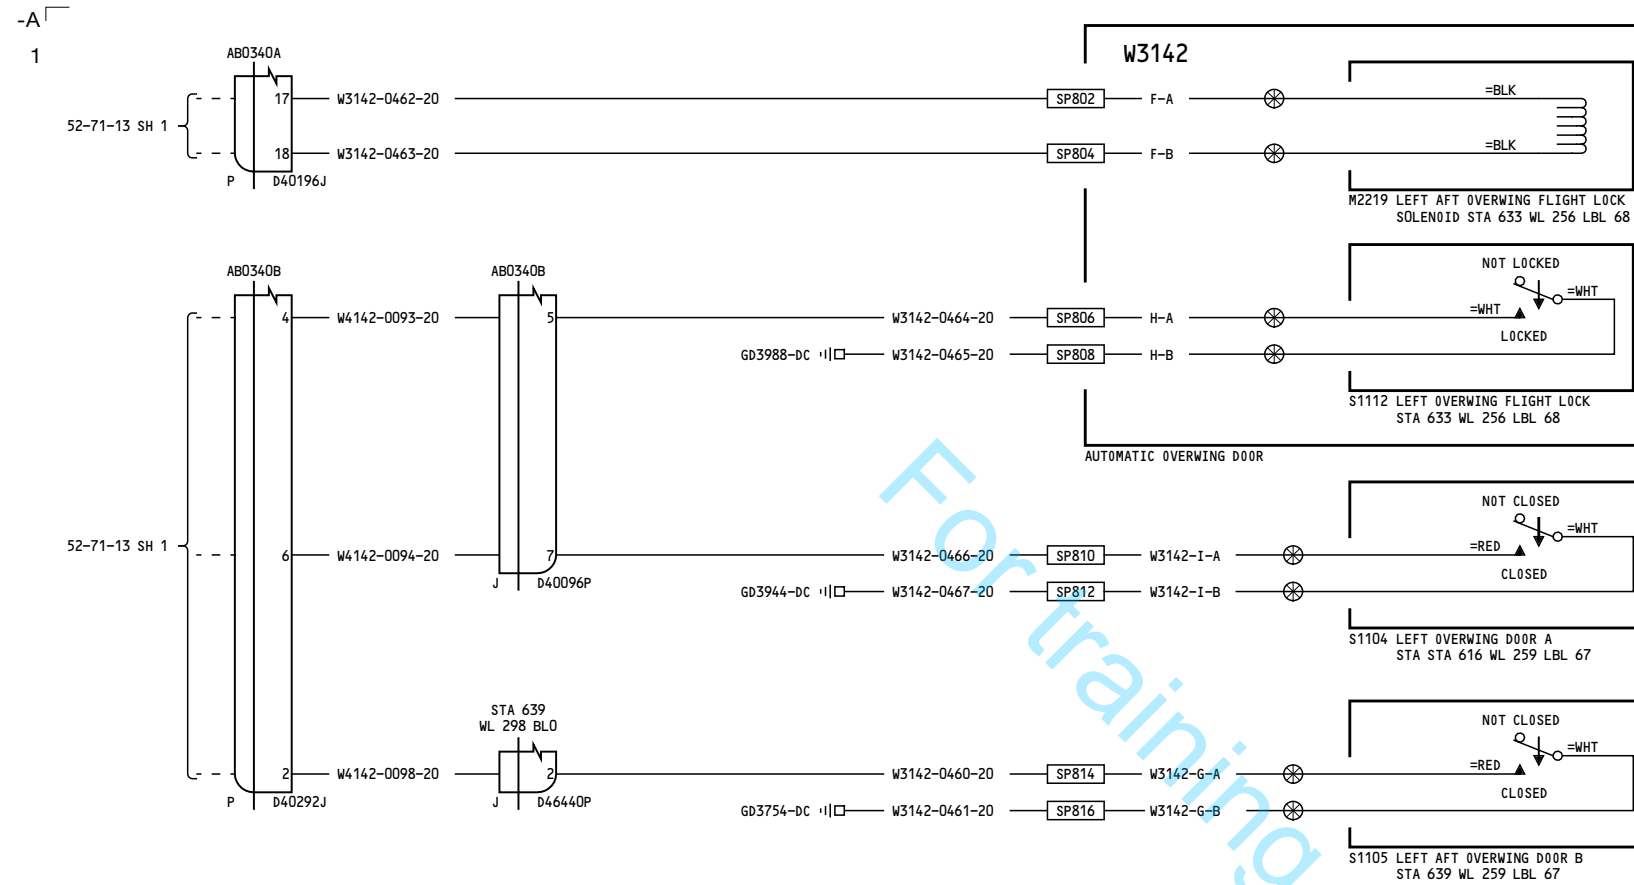 -A
1
AB0340A
W3142
17 W3142-0462-20 SP802 F-A =BLK
52-71-13 SH 1
18 W3142-0463-20 SP804 F-B =BLK
P D40196J
M2219 LEFT AFT OVERWING FLIGHT LOCK
SOLENOID STA 633 WL 256 LBL 68
AB0340B AB0340B
NOT LOCKED
=WHT
4 W4142-0093-20 5 W3142-0464-20 SP806 H-A =WHT
LOCKED
GD3988-DC W3142-0465-20 SP808 H-B
S1112 LEFT OVERWING FLIGHT LOCK
STA 633 WL 256 LBL 68
AUTOMATIC OVERWING DOOR
NOT CLOSED
=WHT
52-71-13 SH 1
6 W4142-0094-20 7 W3142-0466-20 SP810 W3142-I-A =RED
CLOSED
J D40096P
GD3944-DC W3142-0467-20 SP812 W3142-I-B
S1104 LEFT OVERWING DOOR A
STA STA 616 WL 259 LBL 67
STA 639
WL 298 BL0
NOT CLOSED
=WHT
2 W4142-0098-20 2 W3142-0460-20 SP814 W3142-G-A =RED
CLOSED
P D40292J J D46440P
GD3754-DC W3142-0461-20 SP816 W3142-G-B
S1105 LEFT AFT OVERWING DOOR B
STA 639 WL 259 LBL 67
For training